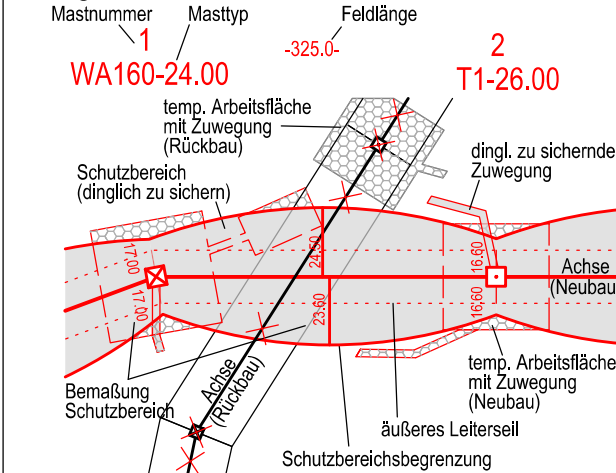 Mastnummer
Masttyp
Feldlänge
1
-325.0-
2
WA160-24.00
T1-26.00
temp. Arbeitsfläche
mit Zuwegung
(Rückbau)
dingl. zu sichernde
Zuwegung
Schutzbereich
(dinglich zu sichern)
17,00
17,00
24,50
23,60
16,60
16,60
Achse
(Neubau
Achse
(Rückbau)
temp. Arbeitsfläche
mit Zuwegung
(Neubau)
Bemaßung
Schutzbereich
äußeres Leiterseil
Schutzbereichsbegrenzung